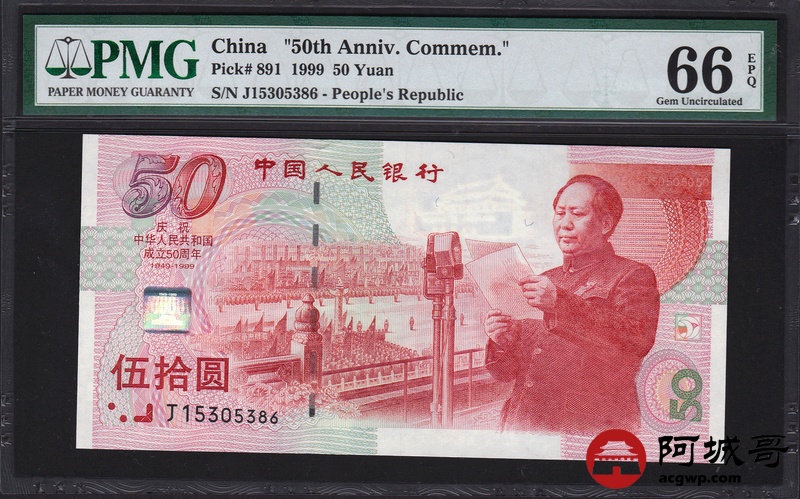 PMG
PAPER MONEY GUARANTY
China "50th Anniv. Commem."
Pick# 891 1999 50 Yuan
S/N J15305386 - People's Republic
66
EPQ
Gem Uncirculated
50
中国人民银行
庆祝
中华人民共和国
成立50周年
1949-1999
伍拾圆
J15305386
50
阿城哥
acgwp.com